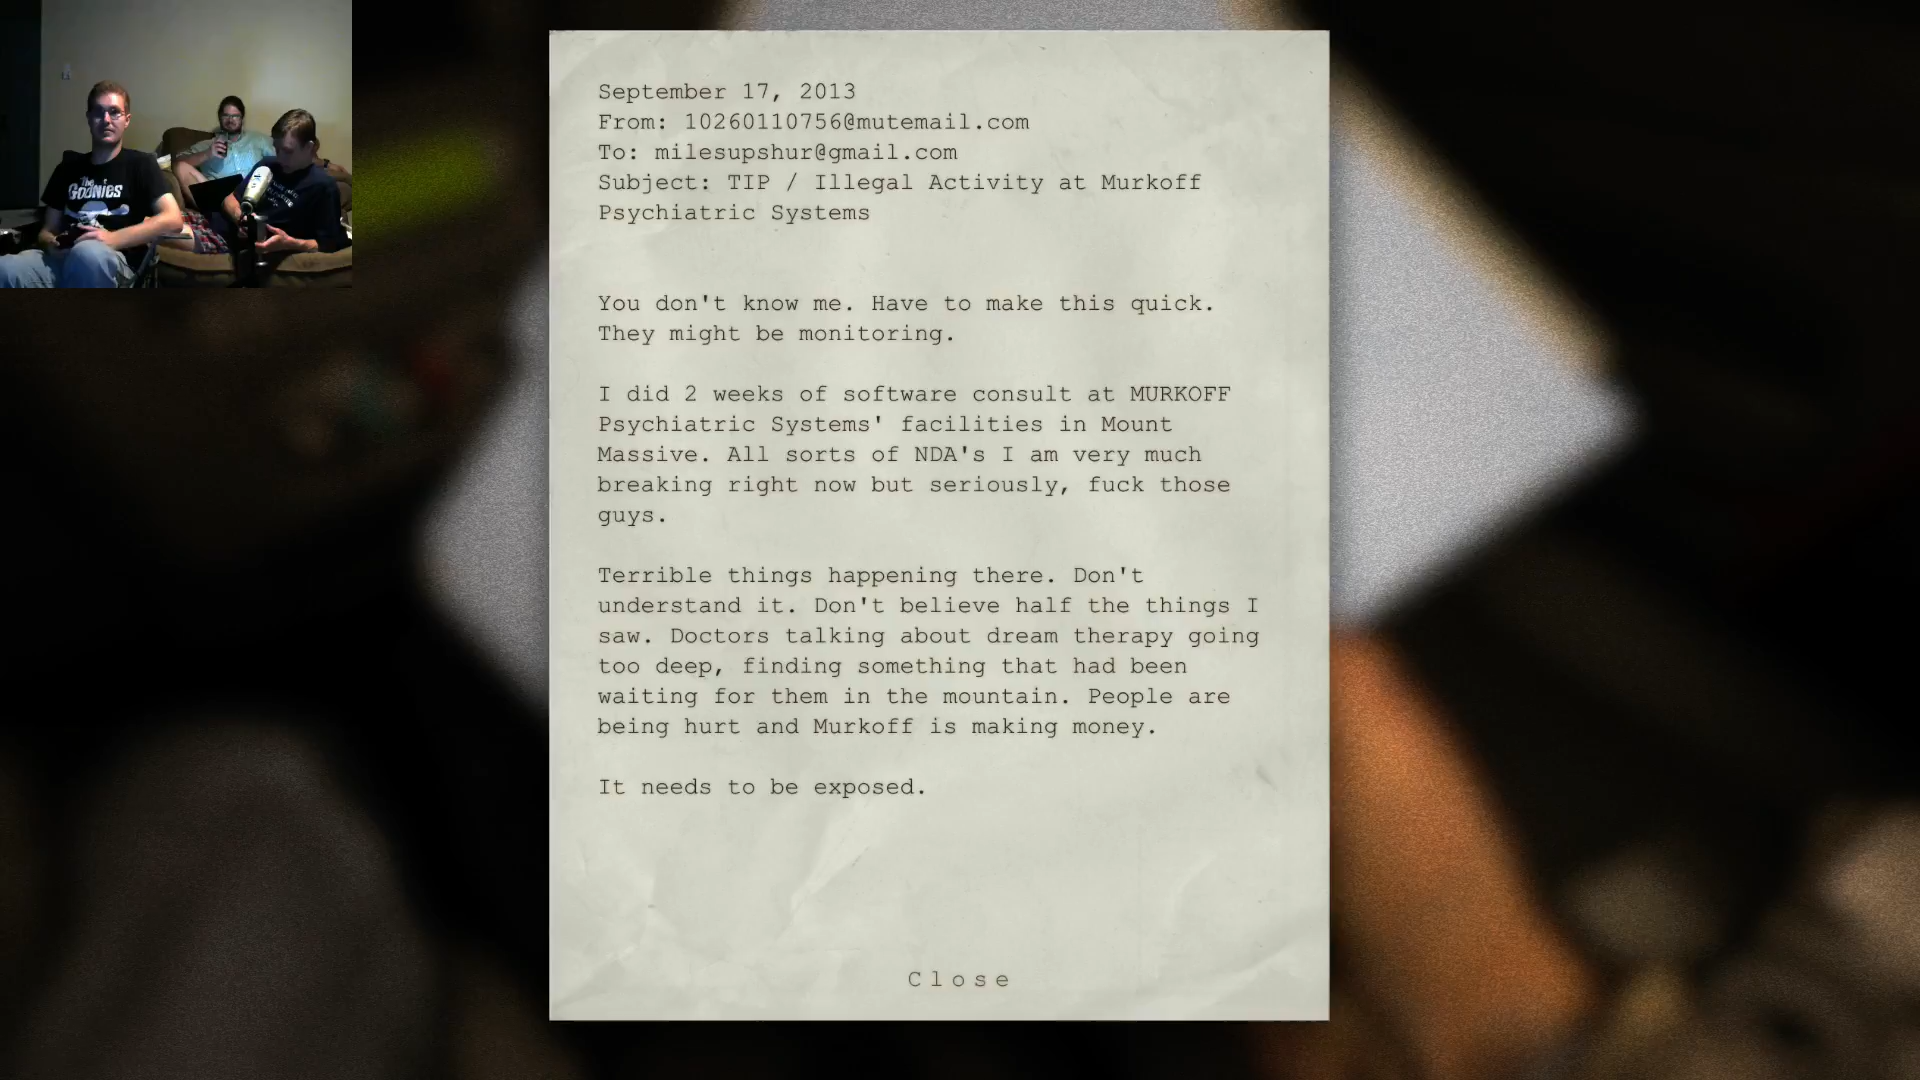 The
GOONIES
September 17, 2013
From: 10260110756@mutemail.com
To: milesupshur@gmail.com
Subject: TIP / Illegal Activity at Murkoff
Psychiatric Systems
You don't know me. Have to make this quick.
They might be monitoring.
I did 2 weeks of software consult at MURKOFF
Psychiatric Systems' facilities in Mount
Massive. All sorts of NDA's I am very much
breaking right now but seriously, fuck those
guys.
Terrible things happening there. Don't
understand it. Don't believe half the things I
saw. Doctors talking about dream therapy going
too deep, finding something that had been
waiting for them in the mountain. People are
being hurt and Murkoff is making money.
It needs to be exposed.
Close